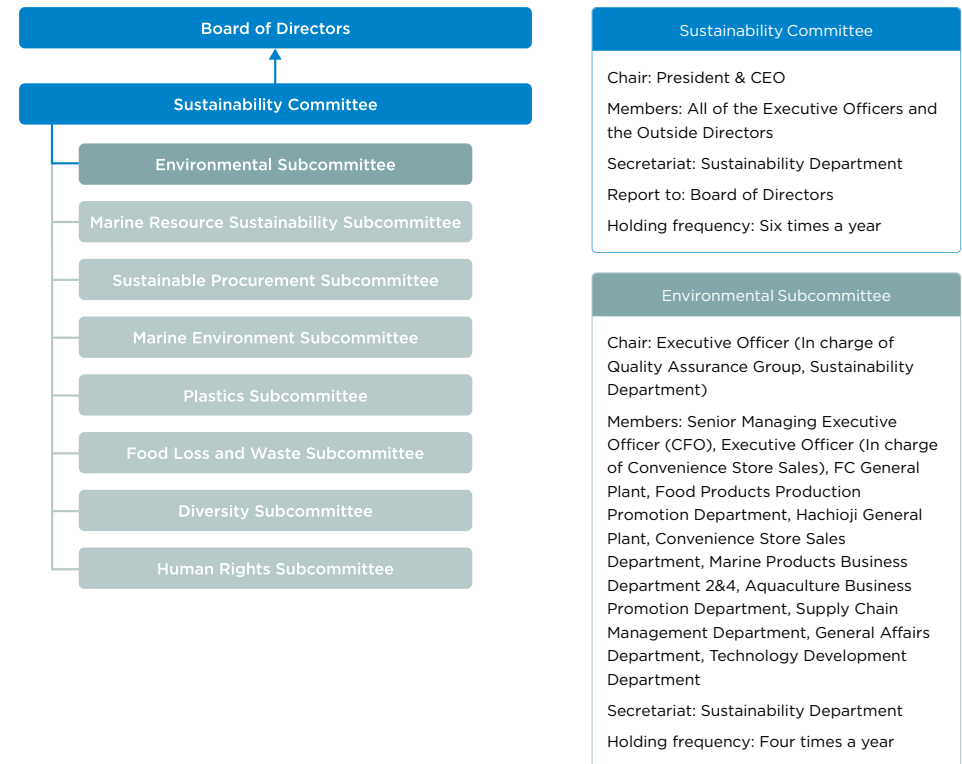 Board of Directors
Sustainability Committee
Environmental Subcommittee
Marine Resource Sustainability Subcommittee
Sustainable Procurement Subcommittee
Marine Environment Subcommittee
Plastics Subcommittee
Food Loss and Waste Subcommittee
Diversity Subcommittee
Human Rights Subcommittee
Sustainability Committee
Chair: President & CEO
Members: All of the Executive Officers and
the Outside Directors
Secretariat: Sustainability Department
Report to: Board of Directors
Holding frequency: Six times a year
Environmental Subcommittee
Chair: Executive Officer (In charge of
Quality Assurance Group, Sustainability
Department)
Members: Senior Managing Executive
Officer (CFO), Executive Officer (In charge
of Convenience Store Sales), FC General
Plant, Food Products Production
Promotion Department, Hachioji General
Plant, Convenience Store Sales
Department, Marine Products Business
Department 2&4, Aquaculture Business
Promotion Department, Supply Chain
Management Department, General Affairs
Department, Technology Development
Department
Secretariat: Sustainability Department
Holding frequency: Four times a year